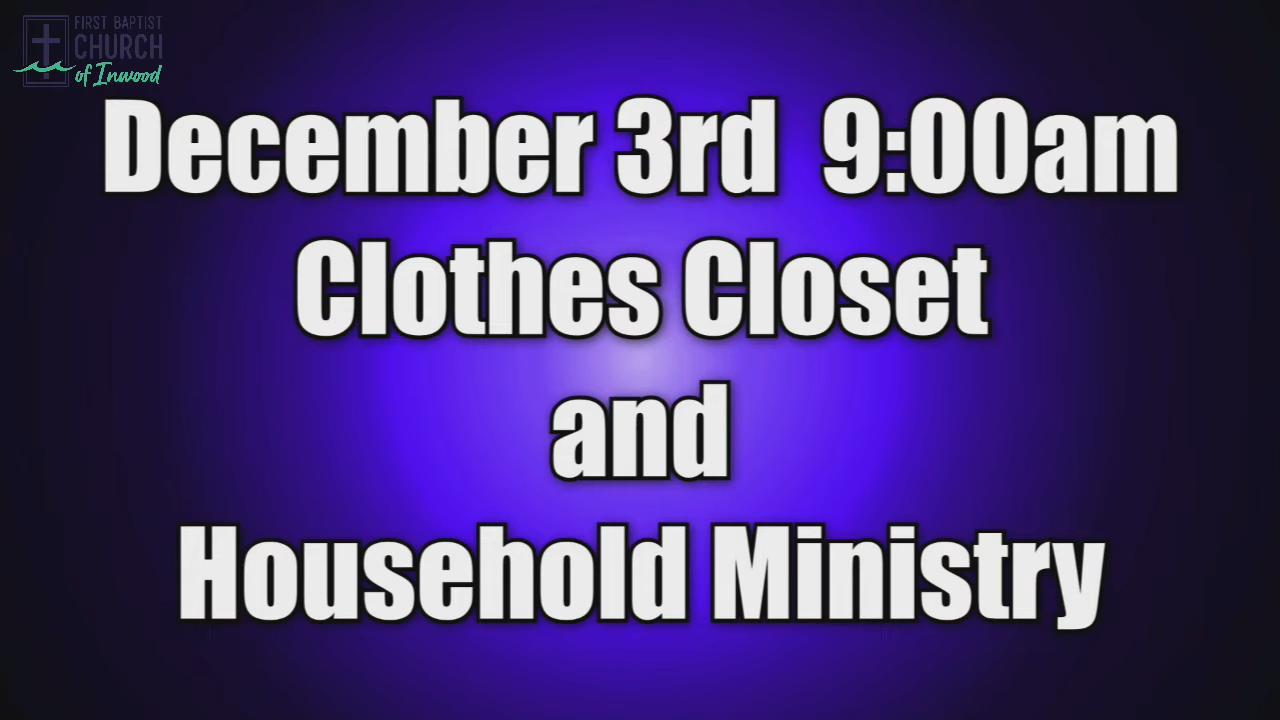 FIRST BAPTIST
CHURCH
of Inwood
December 3rd  9:00am
Clothes Closet
and
Household Ministry